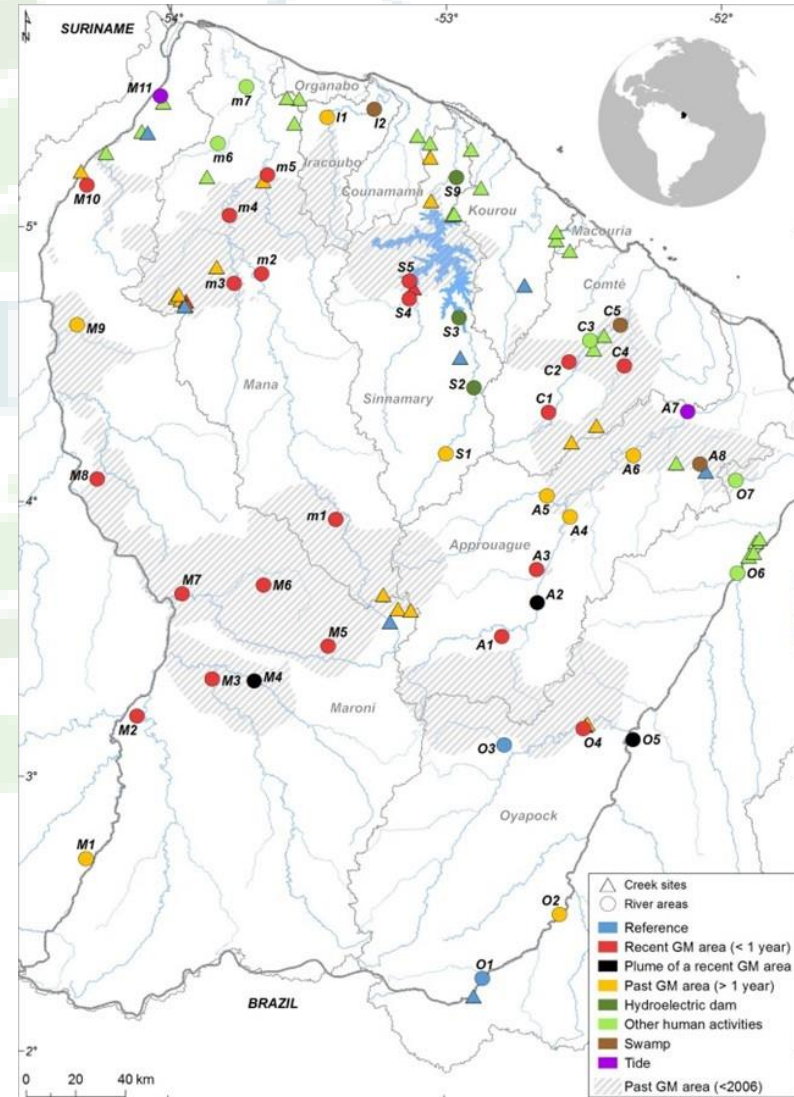 -54° -53° -52°
N
SURINAME
M11
m7
Organabo
I1
I2
m6
Iracoubo
m5
M10
Counamama
S9
Kourou
m4
5°
Macouria
m2
m3
S5
Comté
S4
M9
S3
C3
C5
C2
C4
Mana
S2
Sinnamary
C1
A7
S1
A6
A8
M8
O7
A5
A4
m1
Approuague
A3
O6
M7
M6
A2
M5
A1
M3
M4
Maroni
M2
O3
O4
O5
3°
Oyapock
M1
O2
O1
BRAZIL
2°
0 20 40 km
Creek sites
River areas
Reference
Recent GM area (< 1 year)
Plume of a recent GM area
Past GM area (> 1 year)
Hydroelectric dam
Other human activities
Swamp
Tide
Past GM area (<2006)